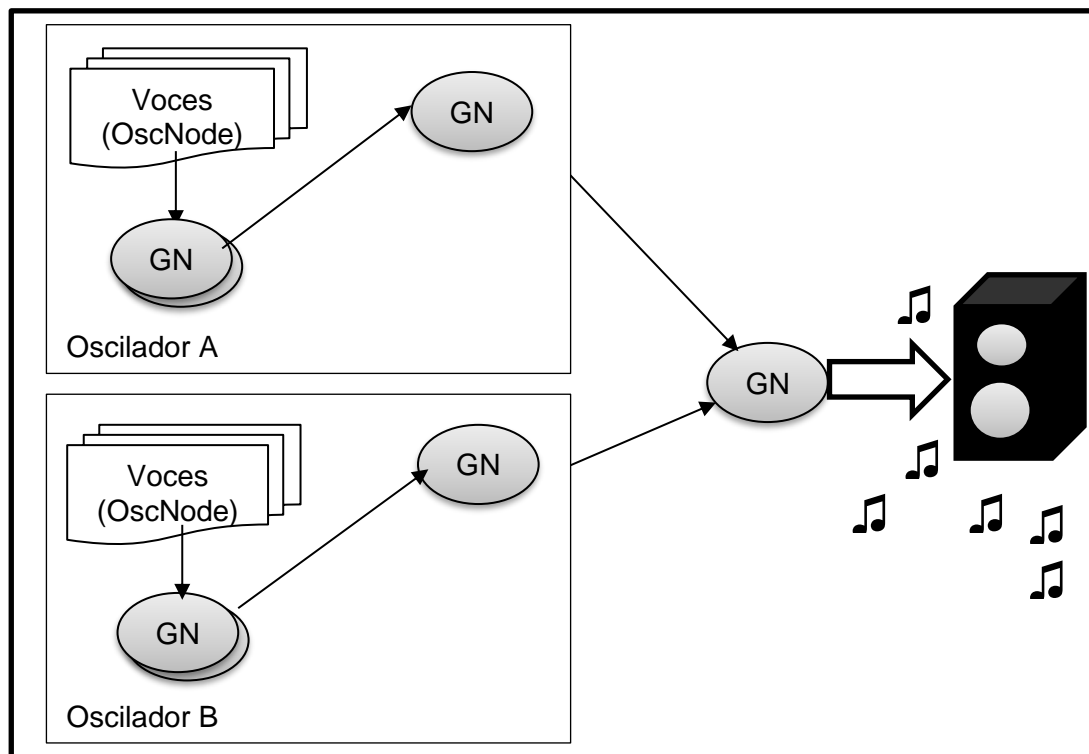 Voces
(OscNode)
GN
GN
Oscilador A
GN
Voces
(OscNode)
GN
GN
Oscilador B